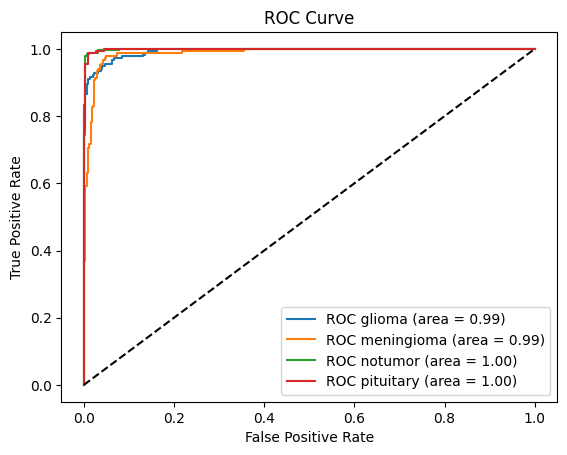 ROC Curve
True Positive Rate
1.0
0.8
0.6
0.4
0.2
0.0
ROC glioma (area = 0.99)
ROC meningioma (area = 0.99)
ROC notumor (area = 1.00)
ROC pituitary (area = 1.00)
0.0 0.2 0.4 0.6 0.8 1.0
False Positive Rate